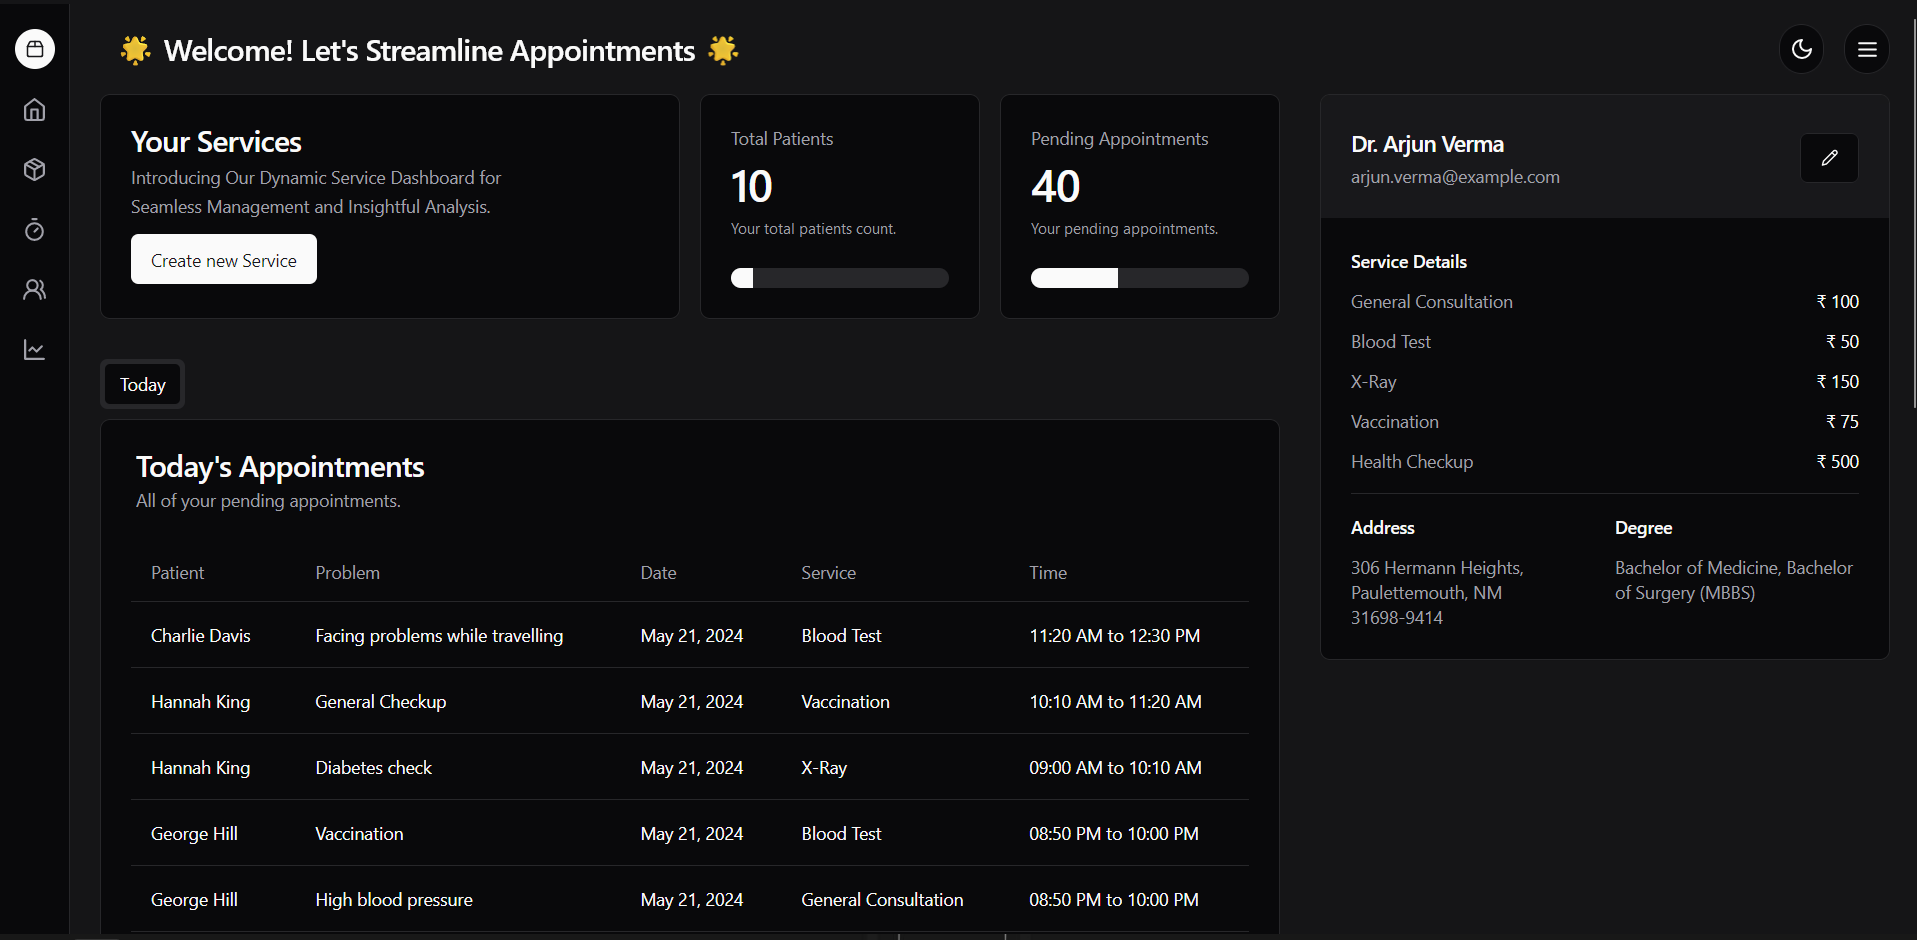 🌟 Welcome! Let's Streamline Appointments 🌟
Your Services
Introducing Our Dynamic Service Dashboard for
Seamless Management and Insightful Analysis.
Create new Service
Total Patients
10
Your total patients count.
Pending Appointments
40
Your pending appointments.
Today
Today's Appointments
All of your pending appointments.
Patient Problem Date Service Time
Charlie Davis Facing problems while travelling May 21, 2024 Blood Test 11:20 AM to 12:30 PM
Hannah King General Checkup May 21, 2024 Vaccination 10:10 AM to 11:20 AM
Hannah King Diabetes check May 21, 2024 X-Ray 09:00 AM to 10:10 AM
George Hill Vaccination May 21, 2024 Blood Test 08:50 PM to 10:00 PM
George Hill High blood pressure May 21, 2024 General Consultation 08:50 PM to 10:00 PM
Dr. Arjun Verma
arjun.verma@example.com
Service Details
General Consultation ₹ 100
Blood Test ₹ 50
X-Ray ₹ 150
Vaccination ₹ 75
Health Checkup ₹ 500
Address
306 Hermann Heights,
Paulettemouth, NM
31698-9414
Degree
Bachelor of Medicine, Bachelor
of Surgery (MBBS)